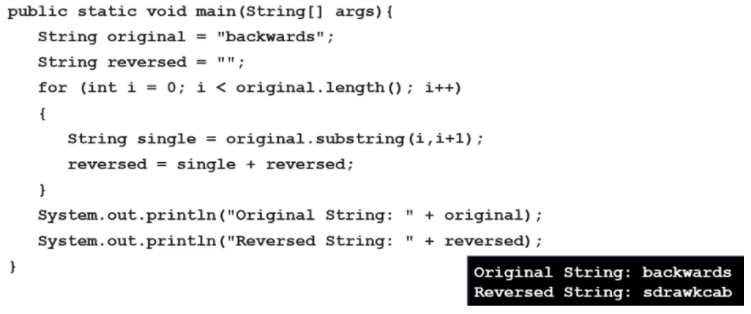 public static void main(String[] args){
String original = "backwards";
String reversed = "";
for (int i = 0; i < original.length(); i++)
{
String single = original.substring(i,i+1);
reversed = single + reversed;
}
System.out.println("Original String: " + original);
System.out.println("Reversed String: " + reversed);
}
Original String: backwards
Reversed String: sdrawkcab